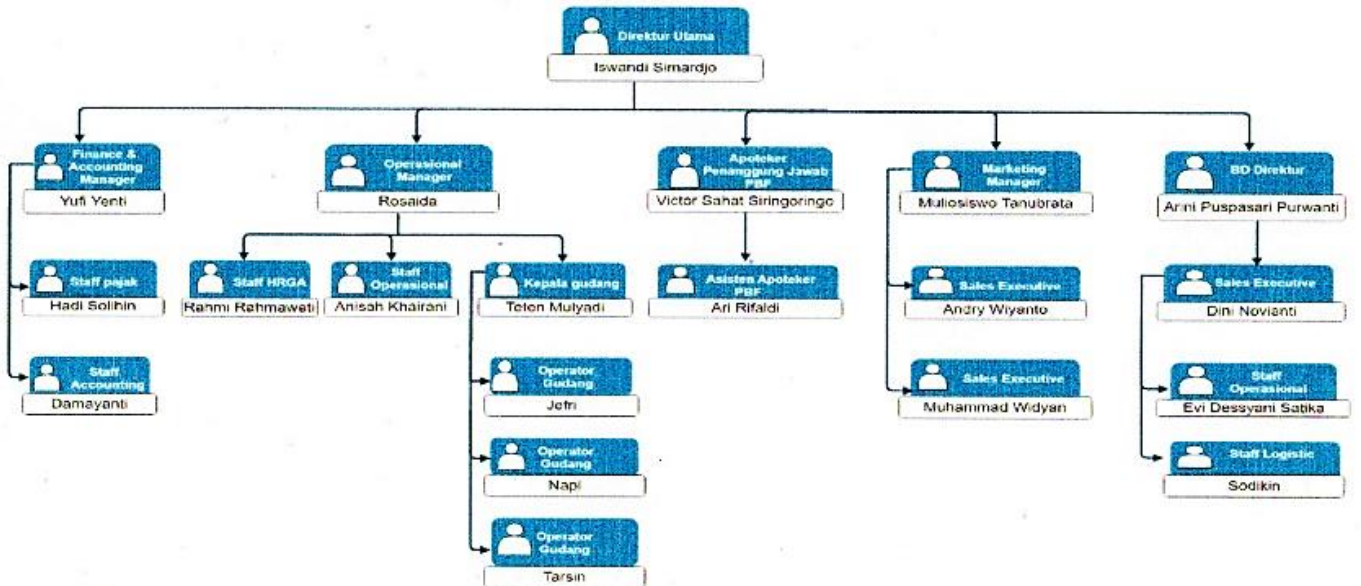 Direktur Utama
Iswandi Simardjo
Finance &
Accounting
Manager
Yufi Yenti
Operasional
Manager
Rosaida
Apoteker
Penanggung Jawab
PBF
Victor Sahat Siringoringo
Marketing
Manager
Muliosiswo Tanubrata
BD Direktur
Arini Puspasari Purwanti
Staff pajak
Hadi Solihin
Staff HRGA
Rahmi Rahmawati
Staff
Operasional
Anisah Khairani
Kepala gudang
Telen Mulyadi
Asisten Apoteker
PBF
Ari Rifaldi
Sales Executive
Andry Wiyanto
Sales Executive
Dini Novianti
Staff
Accounting
Damayanti
Operator
Gudang
Jefri
Sales Executive
Muhammad Widyan
Staff
Operasional
Evi Dessyani Satika
Operator
Gudang
Napi
Staff Logistic
Sodikin
Operator
Gudang
Tarsin